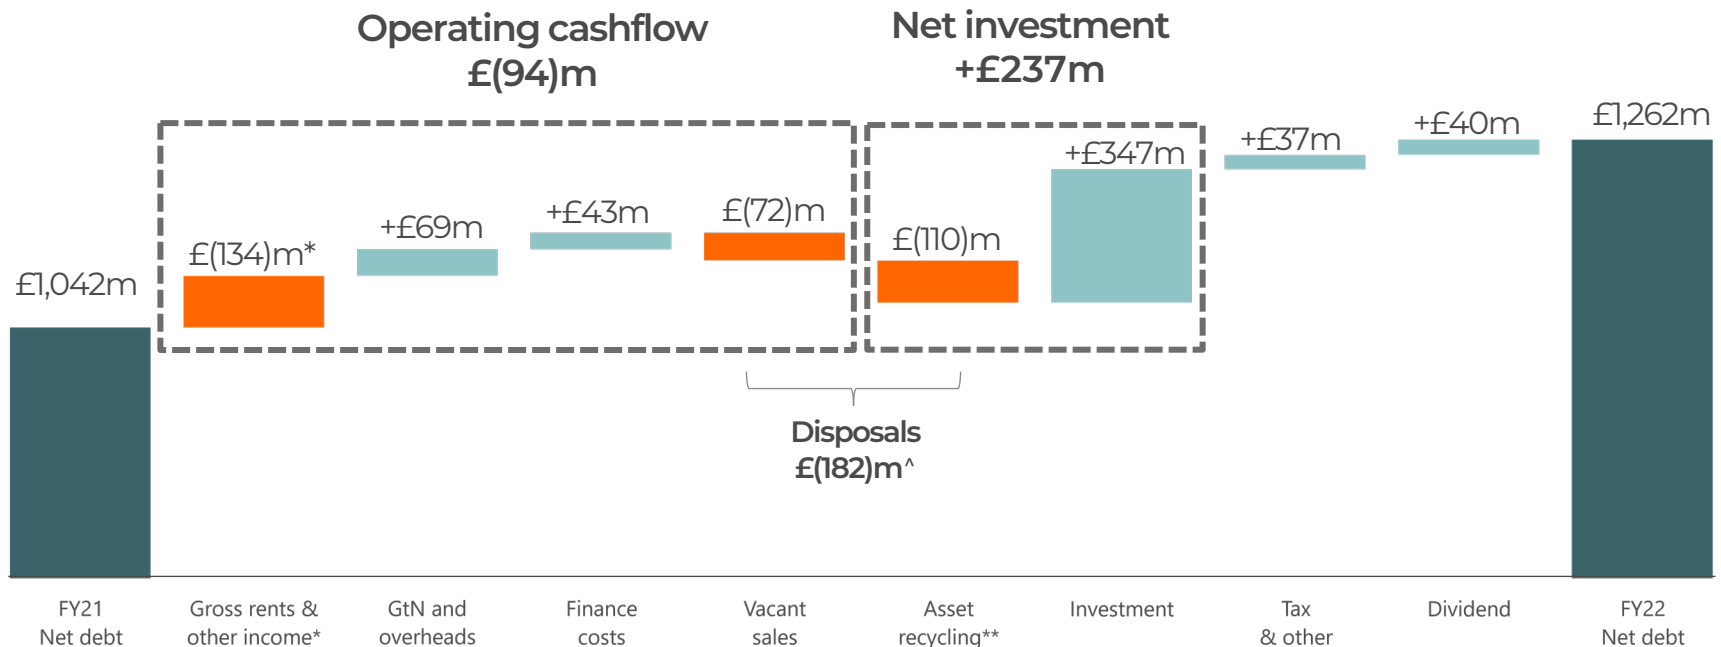 Operating cashflow
£(94)m
Net investment
+£237m
£1,042m
£(134)m*
+£69m
+£43m
£(72)m
£(110)m
+£347m
+£37m
+£40m
£1,262m
Disposals
£(182)m^
FY21
Net debt
Gross rents &
other income*
GtN and
overheads
Finance
costs
Vacant
sales
Asset
recycling**
Investment
Tax
& other
Dividend
FY22
Net debt